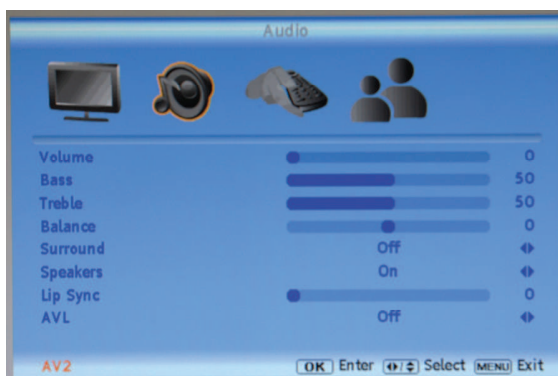 Audio
Volume 0
Bass 50
Treble 50
Balance 0
Surround Off
Speakers On
Lip Sync 0
AVL Off
AV2 OK Enter Select MENU Exit